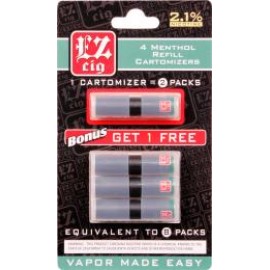 EZ
cig
2.1%
NICOTINE
4 MENTHOL
REFILL
CARTOMIZERS
1 CARTOMIZER = 2 PACKS
Bonus GET 1 FREE
EQUIVALENT TO 8 PACKS
VAPOR MADE EASY